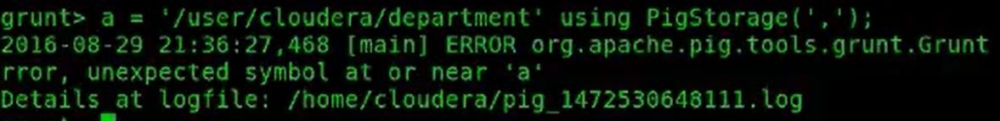 grunt> a = '/user/cloudera/department' using PigStorage(',');
2016-08-29 21:36:27,468 [main] ERROR org.apache.pig.tools.grunt.Grunt
rror, unexpected symbol at or near 'a'
Details at logfile: /home/cloudera/pig_1472530648111.log